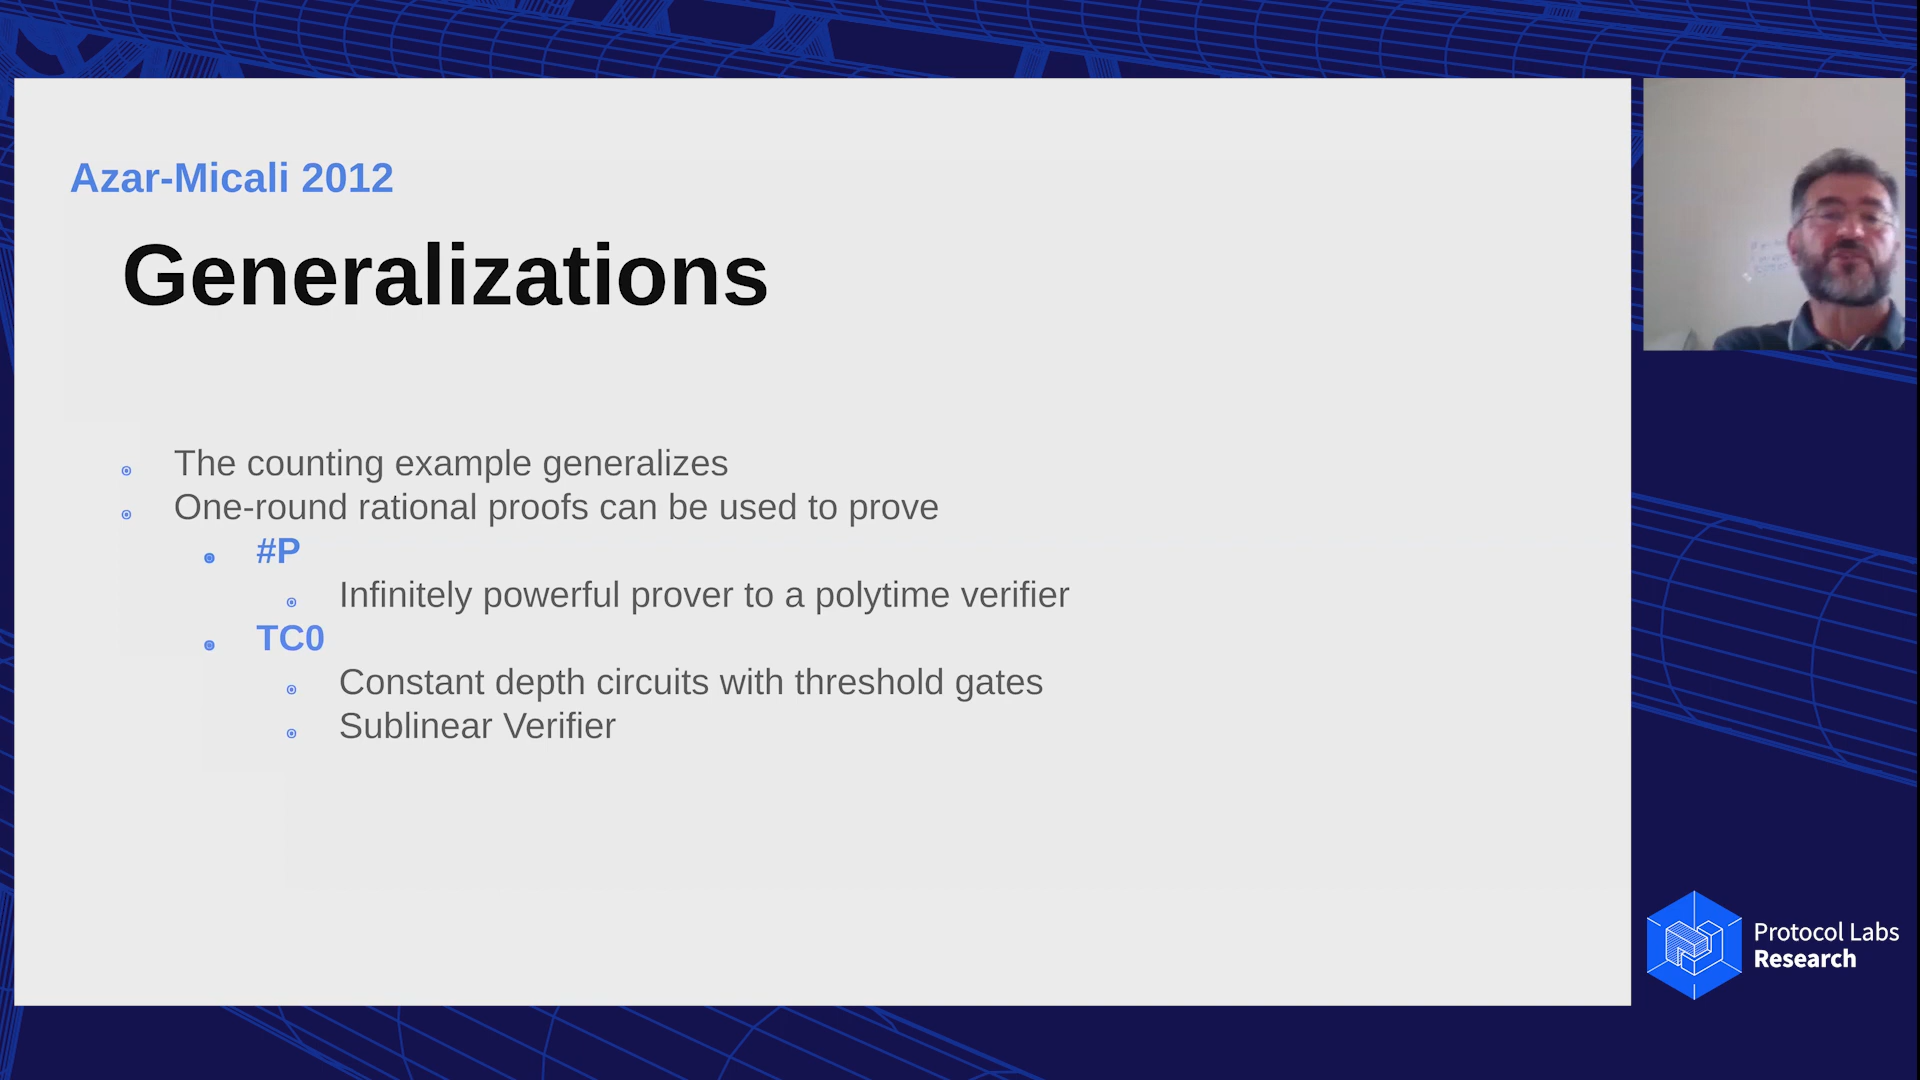 Azar-Micali 2012
Generalizations
The counting example generalizes
One-round rational proofs can be used to prove
#P
Infinitely powerful prover to a polytime verifier
TC0
Constant depth circuits with threshold gates
Sublinear Verifier
Protocol Labs
Research